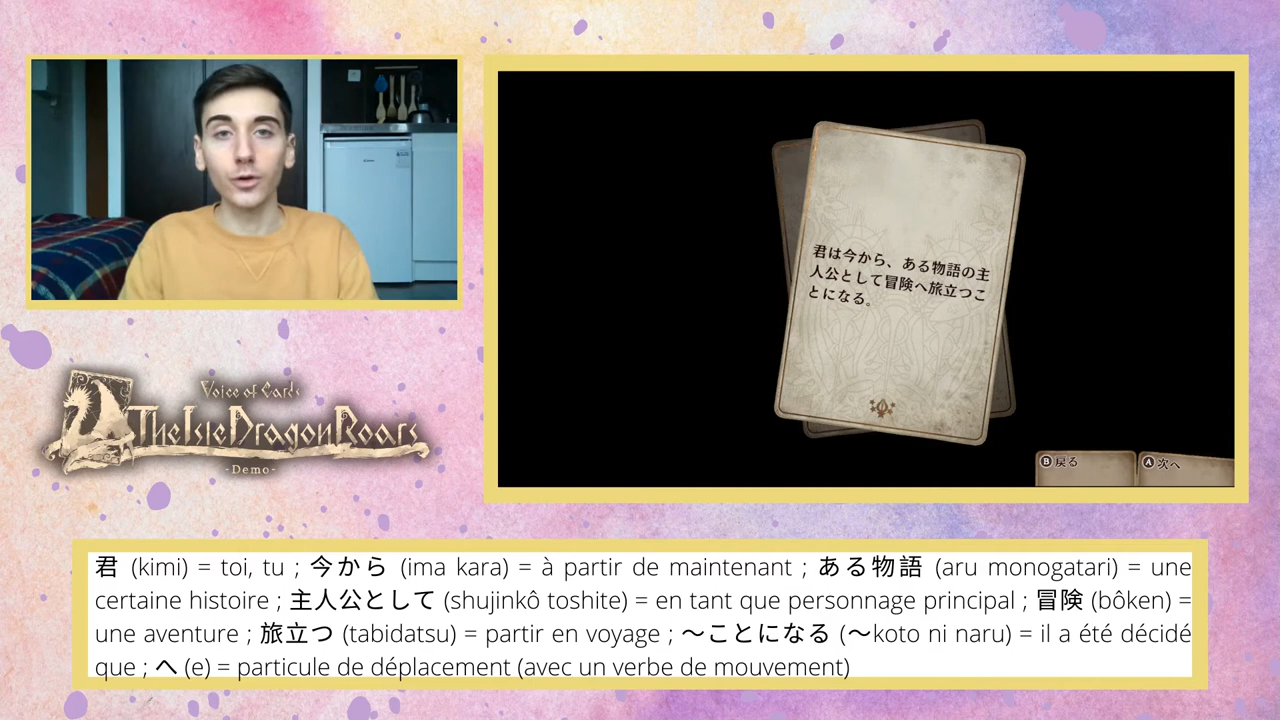 君は今から、ある物語の主
人公として冒険へ旅立つこ
とになる。
B 戻る
A 次へ
Voice of Cards
The Isle Dragon Roars
-Demo-
君 (kimi) = toi, tu ; 今から (ima kara) = à partir de maintenant ; ある物語 (aru monogatari) = une
certaine histoire ; 主人公として (shujinkô toshite) = en tant que personnage principal ; 冒険 (bôken) =
une aventure ; 旅立つ (tabidatsu) = partir en voyage ; 〜ことになる (〜koto ni naru) = il a été décidé
que ; へ (e) = particule de déplacement (avec un verbe de mouvement)